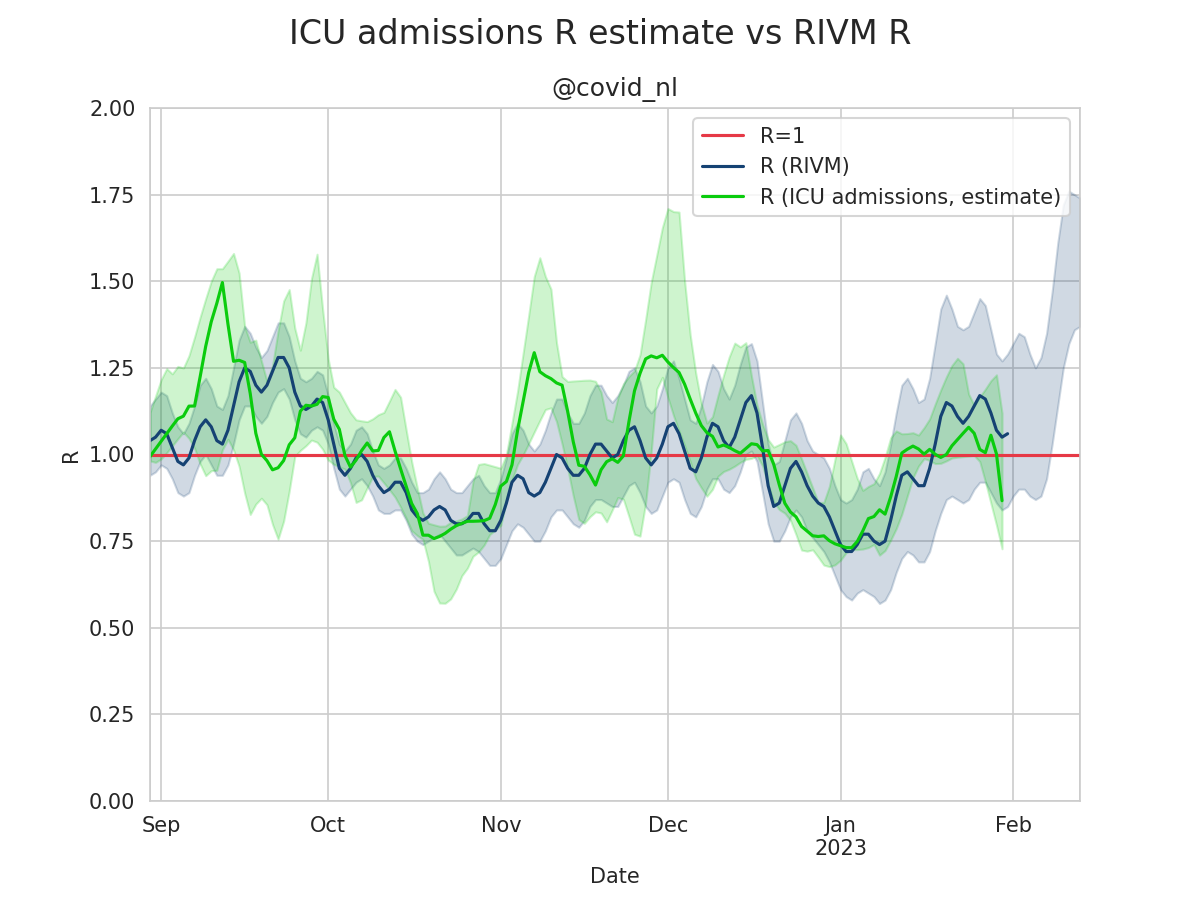 ICU admissions R estimate vs RIVM R
@covid_nl
R=1
R (RIVM)
R (ICU admissions, estimate)
2.00
1.75
1.50
1.25
1.00
0.75
0.50
0.25
0.00
R
Sep Oct Nov Dec Jan Feb
2023
Date